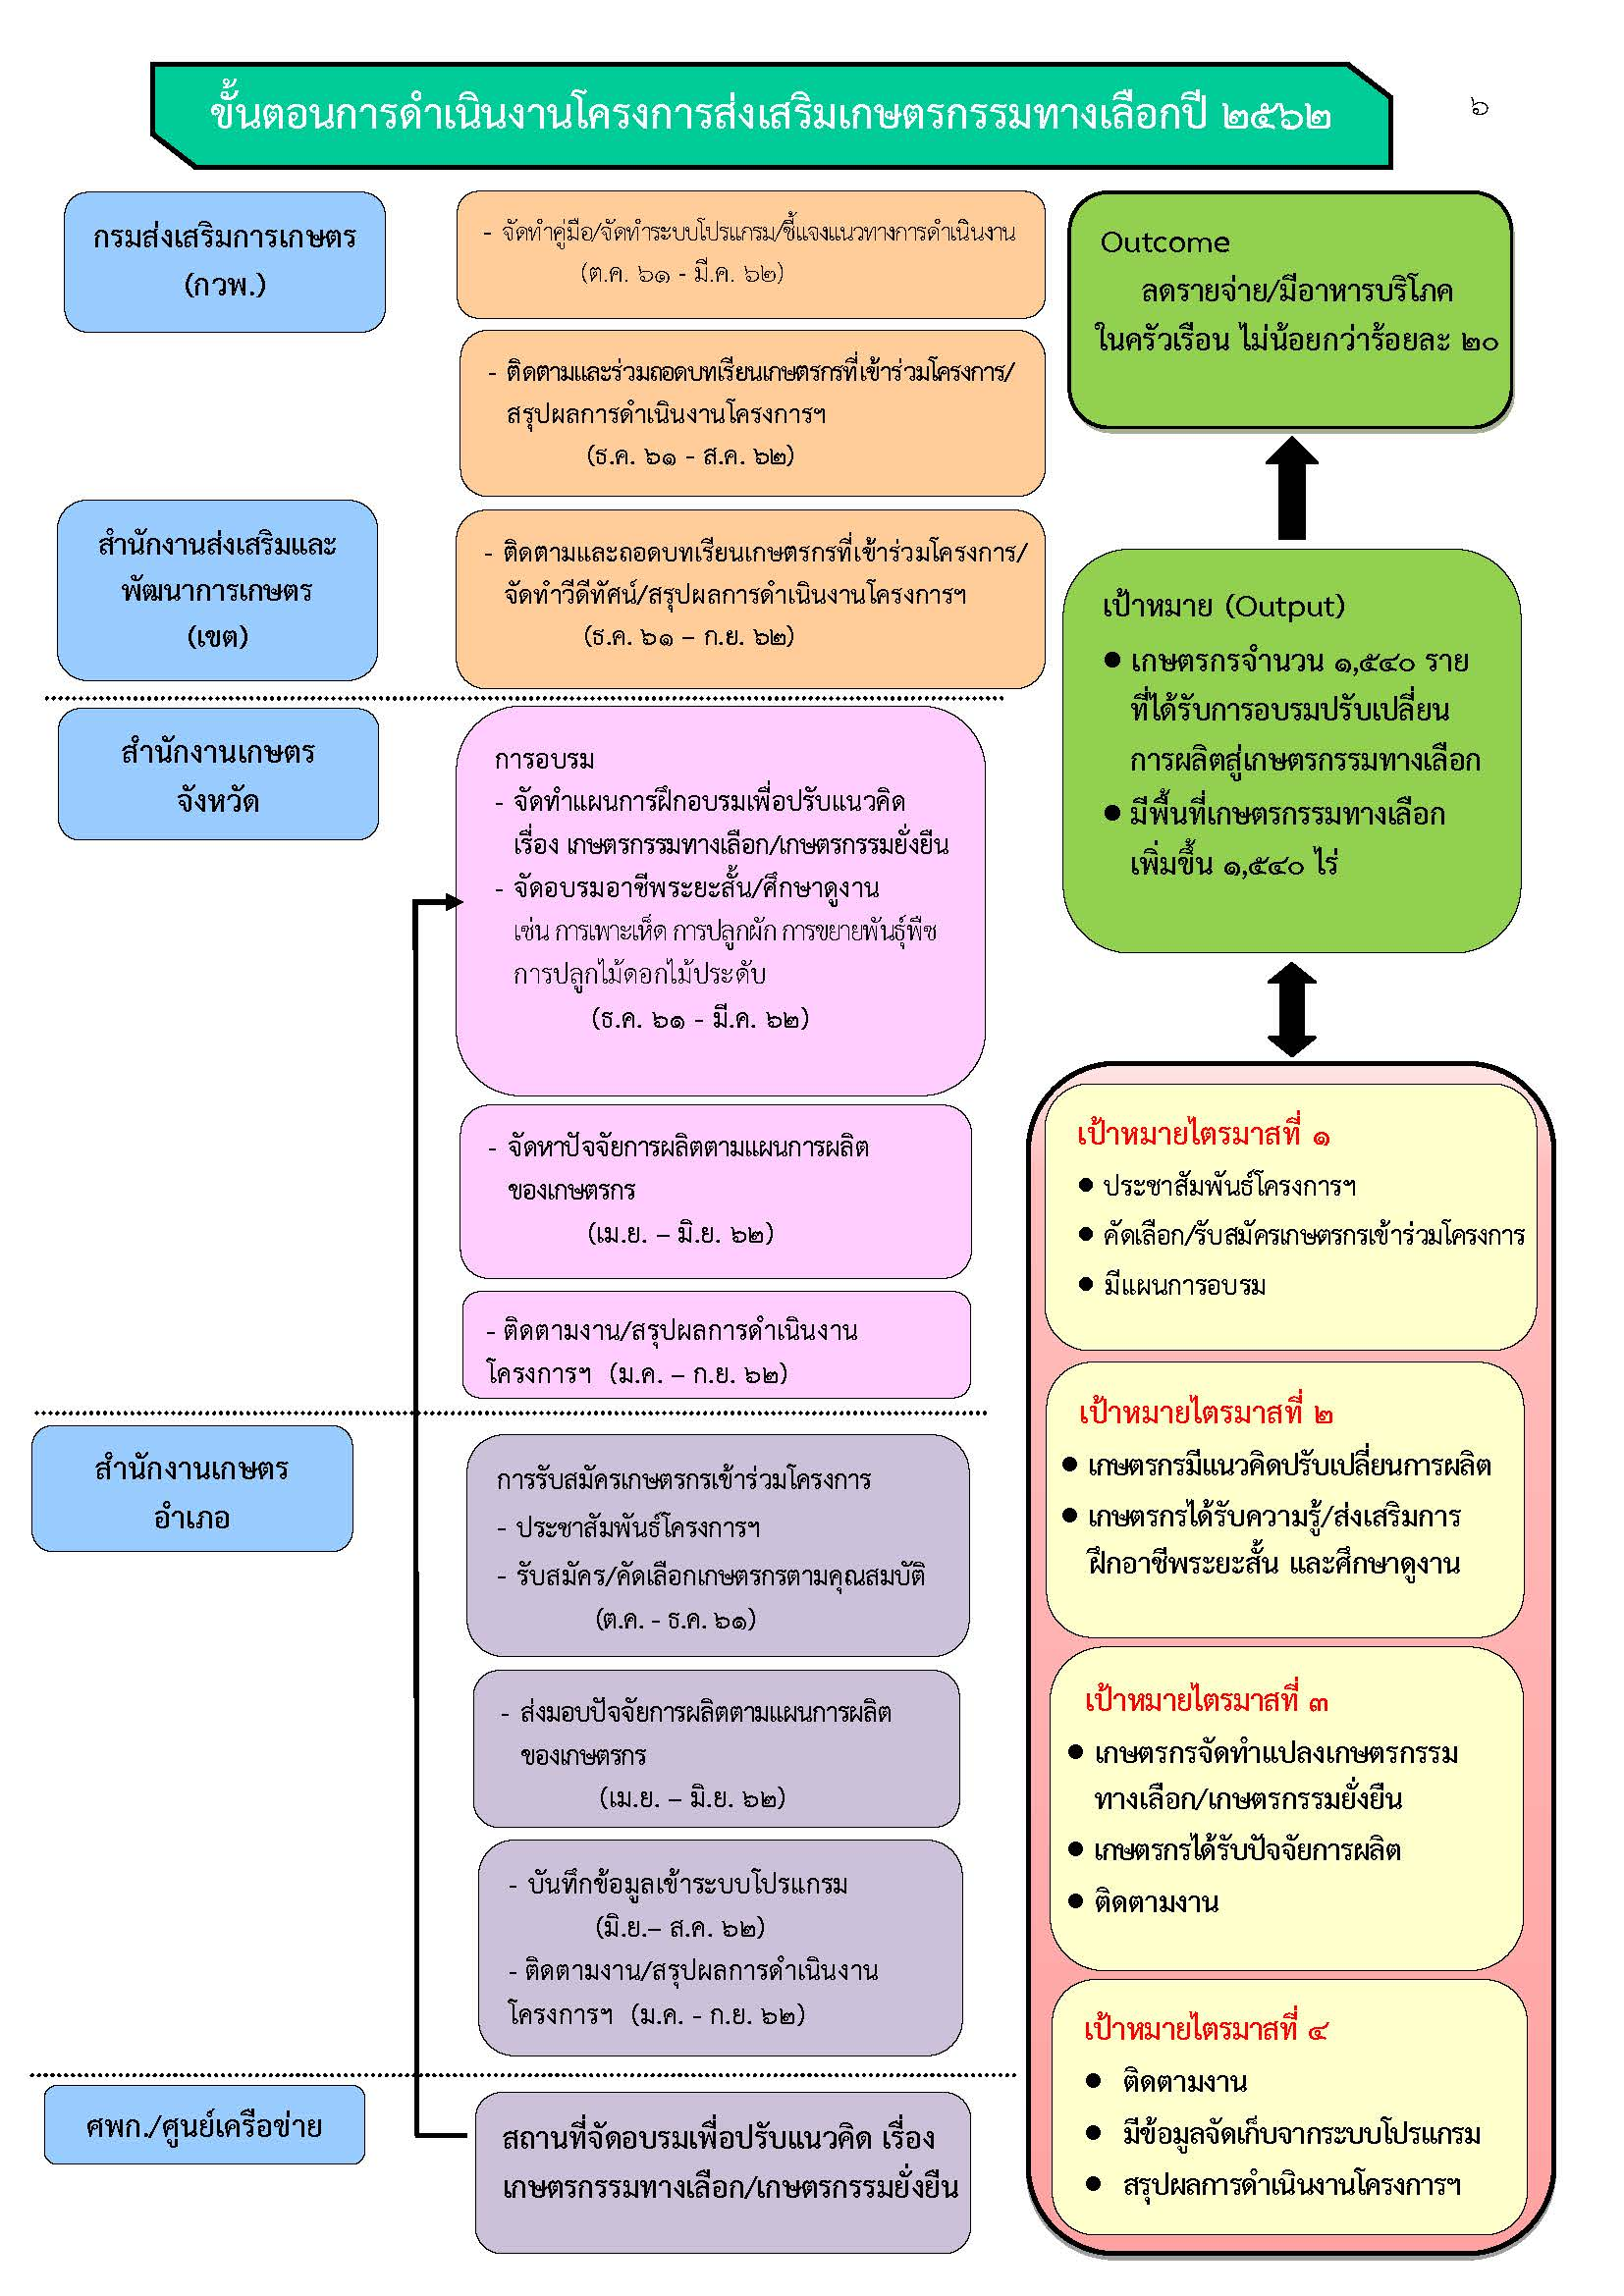 ขั้นตอนการดำเนินงานโครงการส่งเสริมเกษตรกรรมทางเลือกปี ๒๕๖๒
๖
กรมส่งเสริมการเกษตร
(กวพ.)
- จัดทำคู่มือ/จัดทำระบบโปรแกรม/ชี้แจงแนวทางการดำเนินงาน
(ต.ค. ๖๑ - มี.ค. ๖๒)
- ติดตามและร่วมถอดบทเรียนเกษตรกรที่เข้าร่วมโครงการ/
สรุปผลการดำเนินงานโครงการฯ
(ธ.ค. ๖๑ - ส.ค. ๖๒)
สำนักงานส่งเสริมและ
พัฒนาการเกษตร
(เขต)
- ติดตามและถอดบทเรียนเกษตรกรที่เข้าร่วมโครงการ/
จัดทำวีดีทัศน์/สรุปผลการดำเนินงานโครงการฯ
(ธ.ค. ๖๑ – ก.ย. ๖๒)
สำนักงานเกษตร
จังหวัด
การอบรม
- จัดทำแผนการฝึกอบรมเพื่อปรับแนวคิด
เรื่อง เกษตรกรรมทางเลือก/เกษตรกรรมยั่งยืน
- จัดอบรมอาชีพระยะสั้น/ศึกษาดูงาน
เช่น การเพาะเห็ด การปลูกผัก การขยายพันธุ์พืช
การปลูกไม้ดอกไม้ประดับ
(ธ.ค. ๖๑ - มี.ค. ๖๒)
- จัดหาปัจจัยการผลิตตามแผนการผลิต
ของเกษตรกร
(เม.ย. – มิ.ย. ๖๒)
- ติดตามงาน/สรุปผลการดำเนินงาน
โครงการฯ (ม.ค. – ก.ย. ๖๒)
สำนักงานเกษตร
อำเภอ
การรับสมัครเกษตรกรเข้าร่วมโครงการ
- ประชาสัมพันธ์โครงการฯ
- รับสมัคร/คัดเลือกเกษตรกรตามคุณสมบัติ
(ต.ค. - ธ.ค. ๖๑)
- ส่งมอบปัจจัยการผลิตตามแผนการผลิต
ของเกษตรกร
(เม.ย. – มิ.ย. ๖๒)
- บันทึกข้อมูลเข้าระบบโปรแกรม
(มิ.ย.– ส.ค. ๖๒)
- ติดตามงาน/สรุปผลการดำเนินงาน
โครงการฯ (ม.ค. - ก.ย. ๖๒)
ศพก./ศูนย์เครือข่าย
สถานที่จัดอบรมเพื่อปรับแนวคิด เรื่อง
เกษตรกรรมทางเลือก/เกษตรกรรมยั่งยืน
Outcome
ลดรายจ่าย/มีอาหารบริโภค
ในครัวเรือน ไม่น้อยกว่าร้อยละ ๒๐
เป้าหมาย (Output)
● เกษตรกรจำนวน ๑,๕๔๐ ราย
ที่ได้รับการอบรมปรับเปลี่ยน
การผลิตสู่เกษตรกรรมทางเลือก
● มีพื้นที่เกษตรกรรมทางเลือก
เพิ่มขึ้น ๑,๕๔๐ ไร่
เป้าหมายไตรมาสที่ ๑
● ประชาสัมพันธ์โครงการฯ
● คัดเลือก/รับสมัครเกษตรกรเข้าร่วมโครงการ
● มีแผนการอบรม
เป้าหมายไตรมาสที่ ๒
● เกษตรกรมีแนวคิดปรับเปลี่ยนการผลิต
● เกษตรกรได้รับความรู้/ส่งเสริมการ
ฝึกอาชีพระยะสั้น และศึกษาดูงาน
เป้าหมายไตรมาสที่ ๓
● เกษตรกรจัดทำแปลงเกษตรกรรม
ทางเลือก/เกษตรกรรมยั่งยืน
● เกษตรกรได้รับปัจจัยการผลิต
● ติดตามงาน
เป้าหมายไตรมาสที่ ๔
● ติดตามงาน
● มีข้อมูลจัดเก็บจากระบบโปรแกรม
● สรุปผลการดำเนินงานโครงการฯ